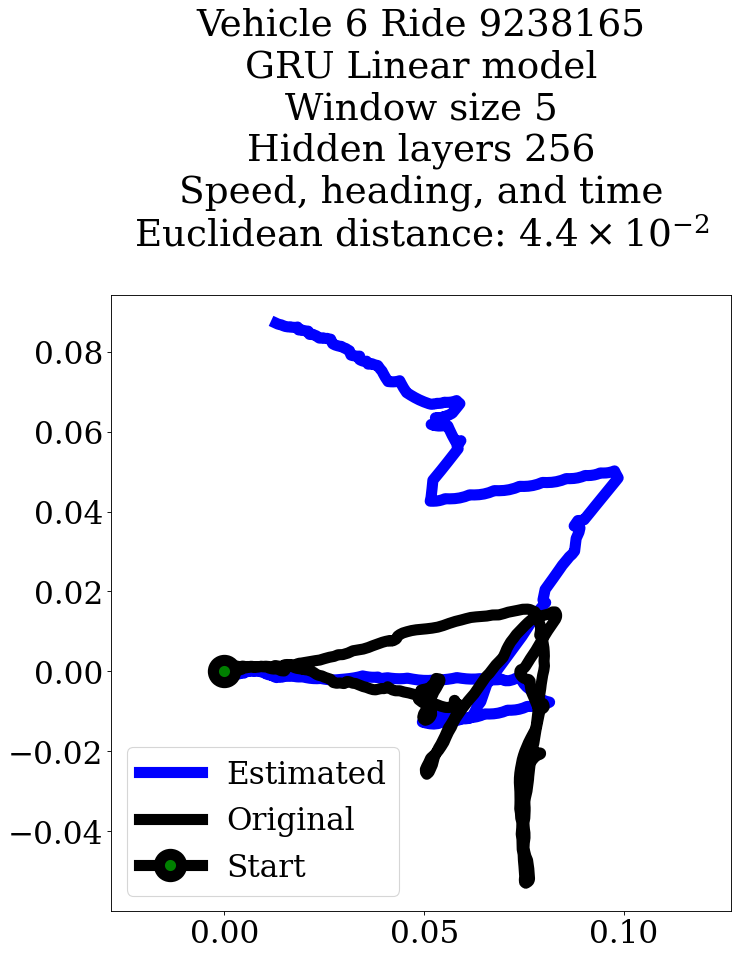 Vehicle 6 Ride 9238165
GRU Linear model
Window size 5
Hidden layers 256
Speed, heading, and time
Euclidean distance: 4.4 × 10⁻²
0.08
0.06
0.04
0.02
0.00
−0.02
−0.04
Estimated
Original
Start
0.00 0.05 0.10